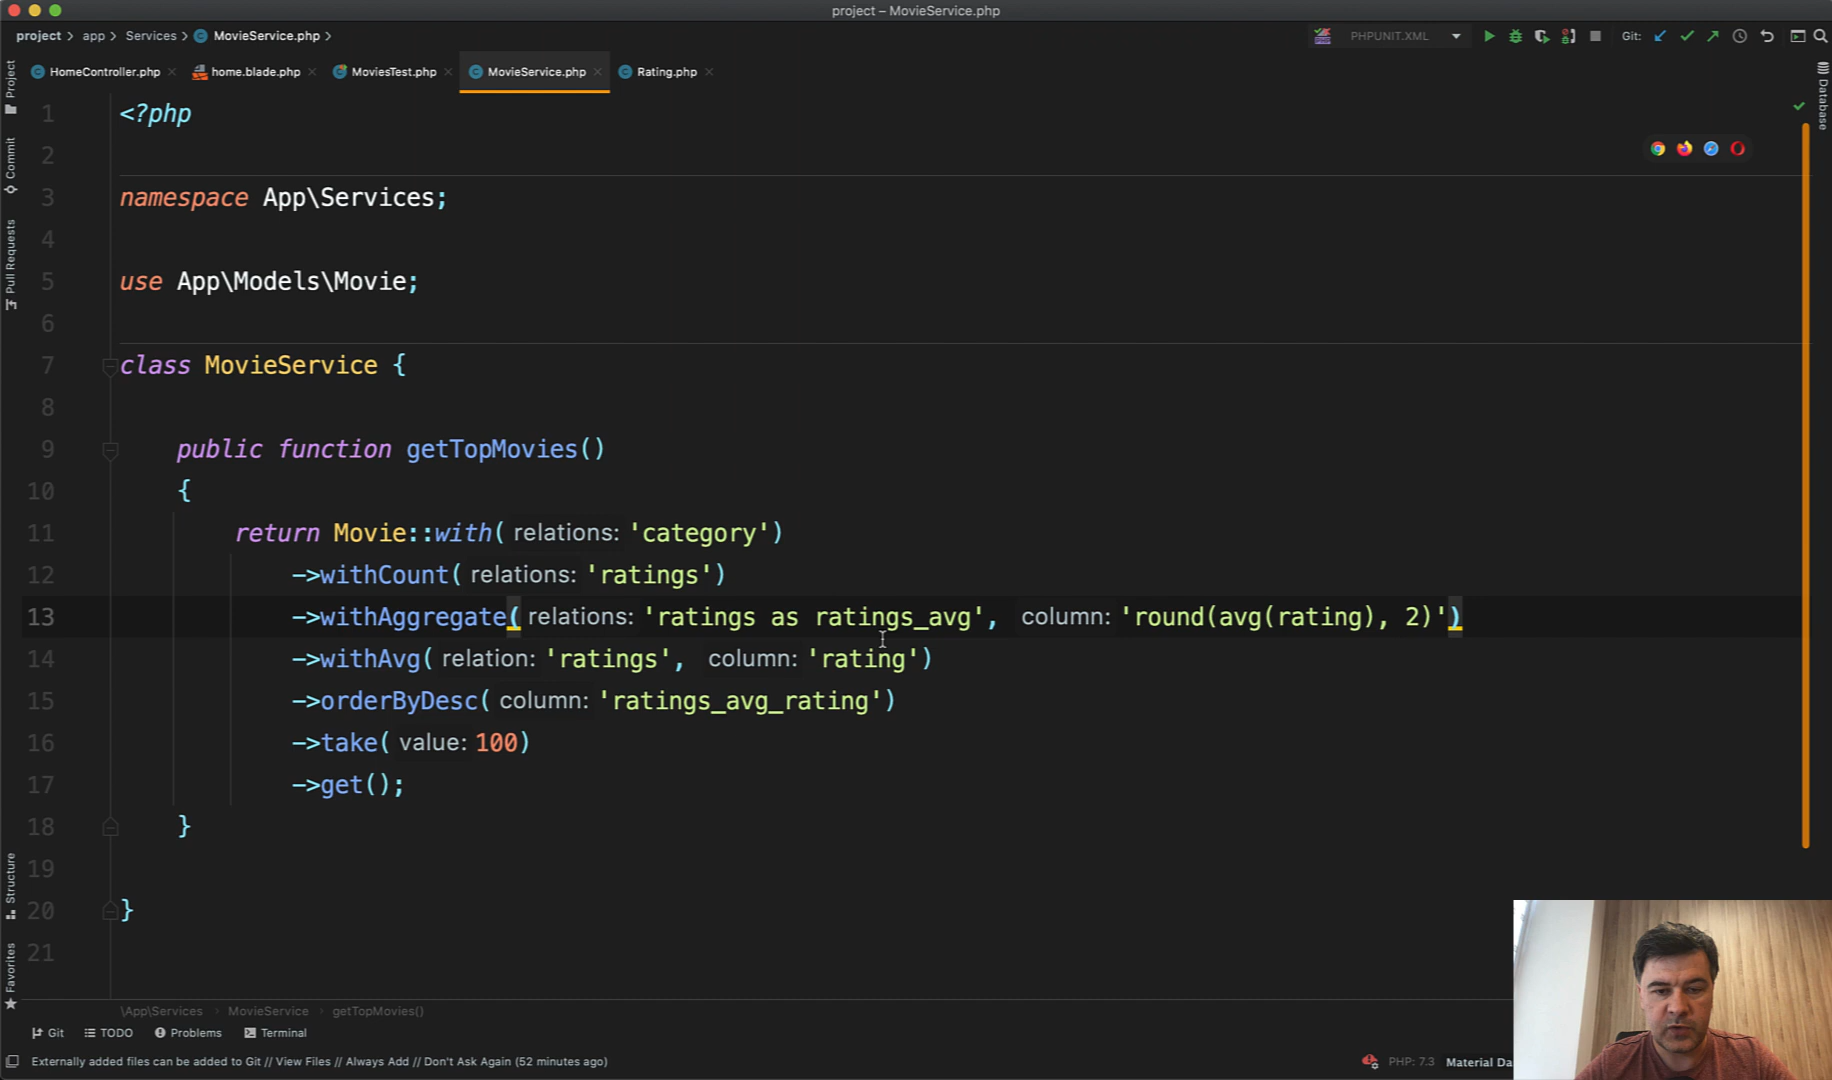 project – MovieService.php
project > app > Services > MovieService.php >
PHPUNIT.XML
Git:
HomeController.php
home.blade.php
MoviesTest.php
MovieService.php
Rating.php
Project
Commit
Pull Requests
Structure
Favorites
Database
1 <?php
2
3 namespace App\Services;
4
5 use App\Models\Movie;
6
7 class MovieService {
8
9 public function getTopMovies()
10 {
11 return Movie::with( relations: 'category')
12 ->withCount( relations: 'ratings')
13 ->withAggregate( relations: 'ratings as ratings_avg', column: 'round(avg(rating), 2)')
14 ->withAvg( relation: 'ratings', column: 'rating')
15 ->orderByDesc( column: 'ratings_avg_rating')
16 ->take( value: 100)
17 ->get();
18 }
19
20 }
21
\App\Services > MovieService > getTopMovies()
Git
TODO
Problems
Terminal
Externally added files can be added to Git // View Files // Always Add // Don't Ask Again (52 minutes ago)
PHP: 7.3
Material Da